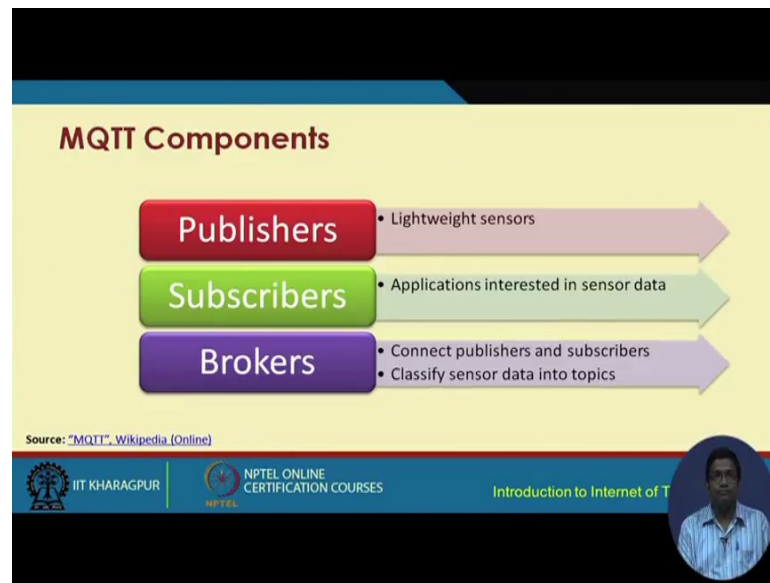 MQTT Components
Publishers
• Lightweight sensors
Subscribers
• Applications interested in sensor data
Brokers
• Connect publishers and subscribers
• Classify sensor data into topics
Source: "MQTT", Wikipedia (Online)
IIT KHARAGPUR
NPTEL
NPTEL ONLINE
CERTIFICATION COURSES
Introduction to Internet of T